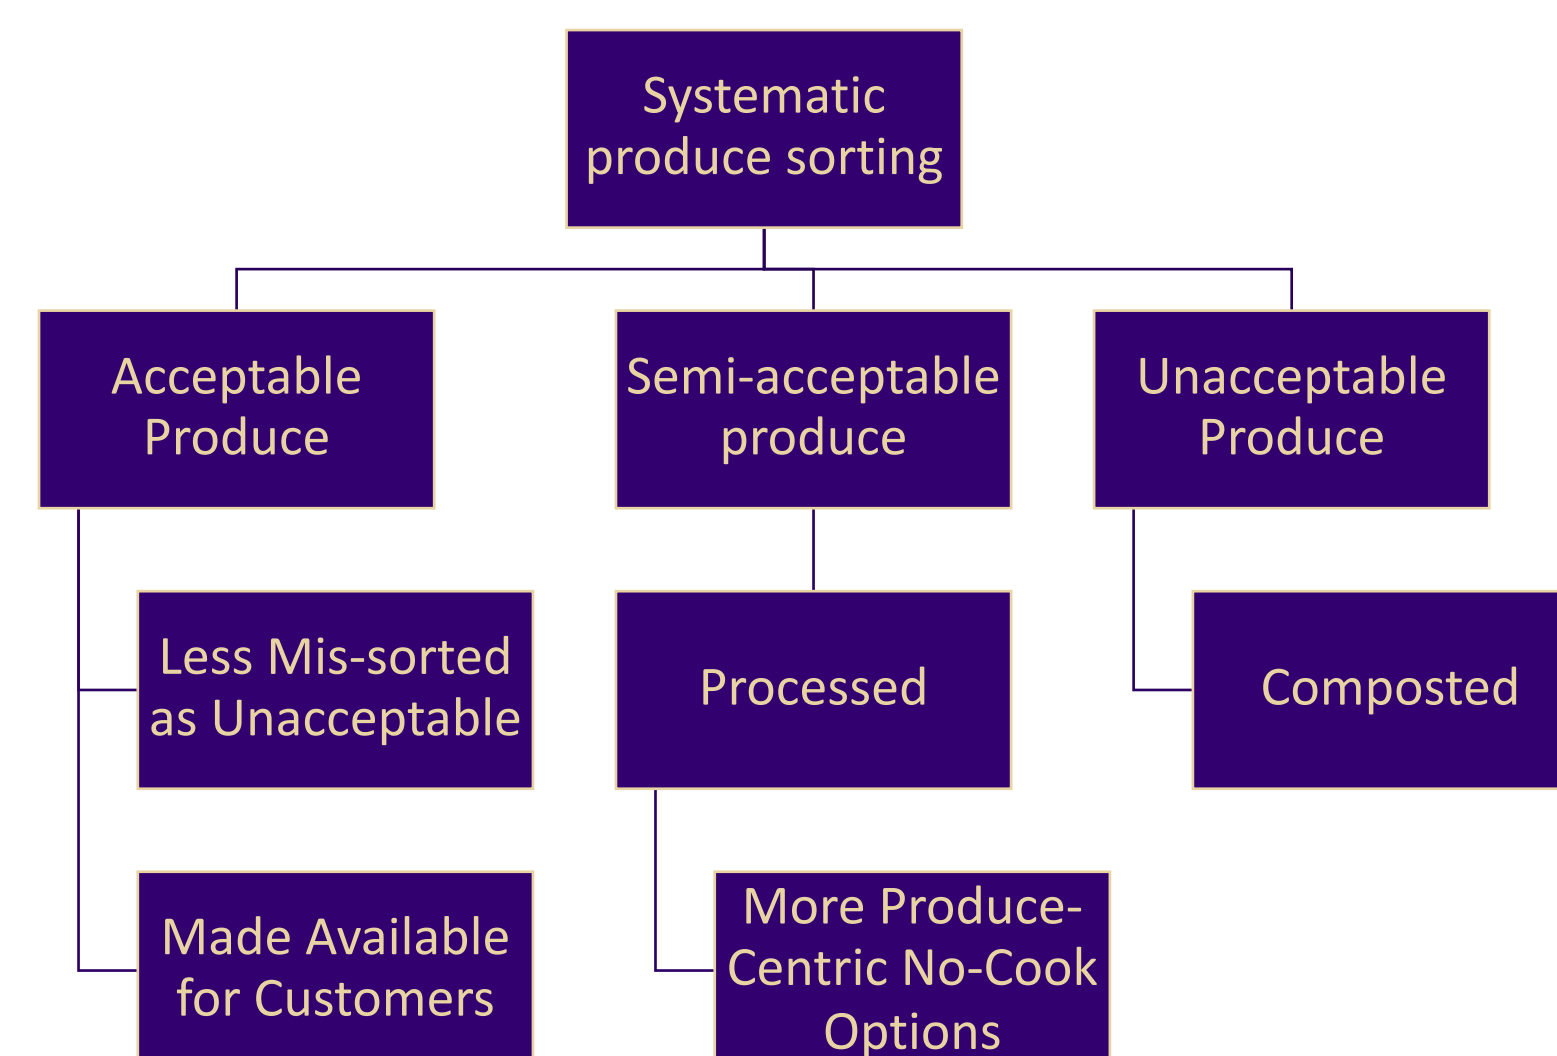 Systematic
produce sorting
Acceptable
Produce
Semi-acceptable
produce
Unacceptable
Produce
Less Mis-sorted
as Unacceptable
Processed
Composted
Made Available
for Customers
More Produce-
Centric No-Cook
Options